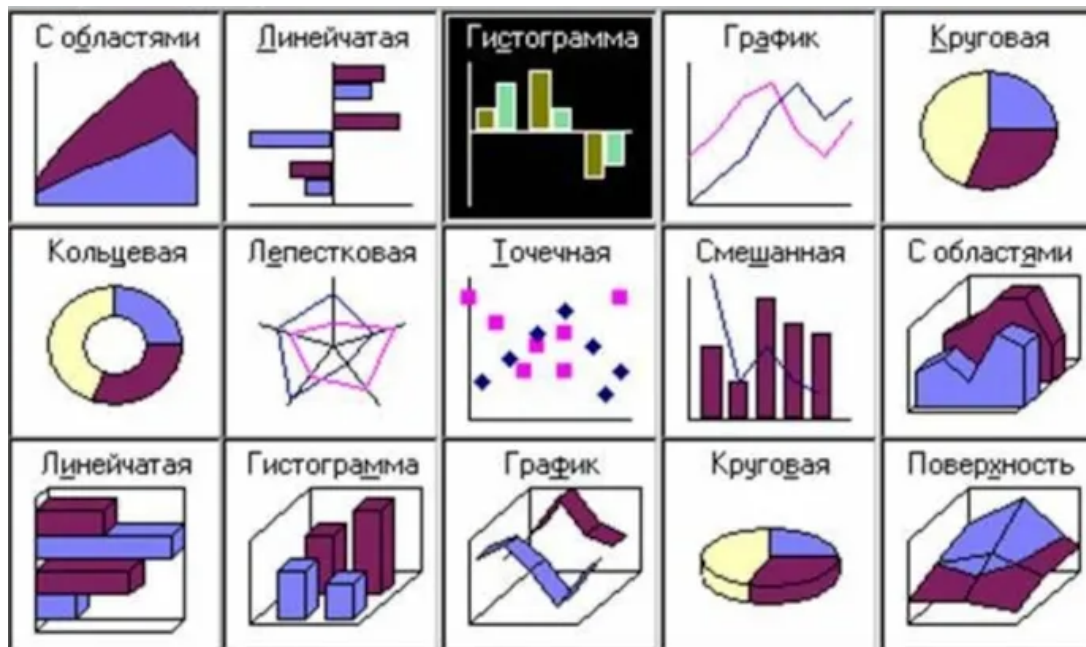 С областями
Линейчатая
Гистограмма
График
Круговая
Кольцевая
Лепестковая
Точечная
Смешанная
С областями
Линейчатая
Гистограмма
График
Круговая
Поверхность